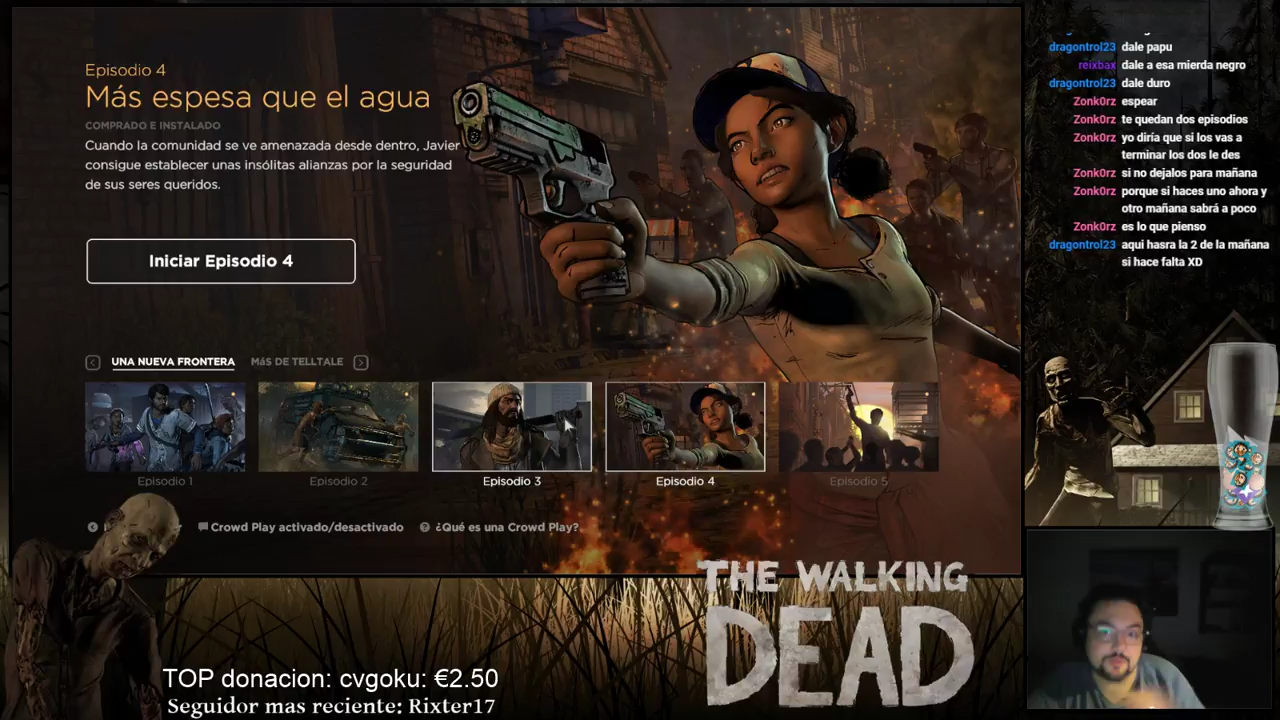 Episodio 4
Más espesa que el agua
COMPRADO E INSTALADO
Cuando la comunidad se ve amenazada desde dentro, Javier
consigue establecer unas insólitas alianzas por la seguridad
de sus seres queridos.
Iniciar Episodio 4
UNA NUEVA FRONTERA
MáS DE TELLTALE
Episodio 1
Episodio 2
Episodio 3
Episodio 4
Episodio 5
Crowd Play activado/desactivado
¿Qué es una Crowd Play?
THE WALKING
DEAD
TOP donacion: cvgoku: €2.50
Seguidor mas reciente: Rixter17
dragontrol23 dale papu
reixbax dale a esa mierda negro
dragontrol23 dale duro
Zonk0rz espear
Zonk0rz te quedan dos episodios
Zonk0rz yo diría que si los vas a
terminar los dos le des
Zonk0rz si no dejalos para mañana
Zonk0rz porque si haces uno ahora y
otro mañana sabrá a poco
Zonk0rz es lo que pienso
dragontrol23 aqui hasra la 2 de la mañana
si hace falta XD